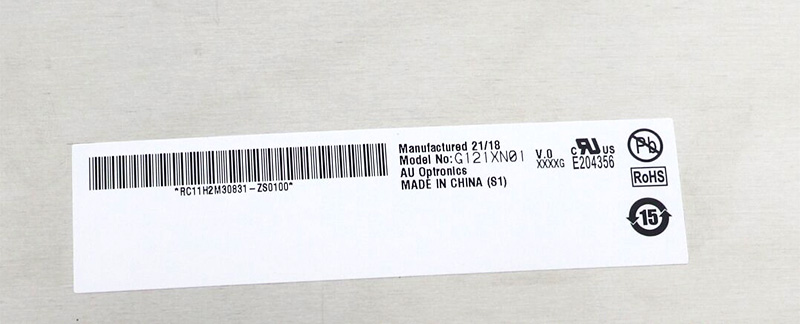 *RC11H2M30831-ZS0100*
Manufactured 21/18
Model No:G121XN01 V.0
AU Optronics XXXXG
MADE IN CHINA (S1)
c RU US
E204356
Pb
RoHS
15